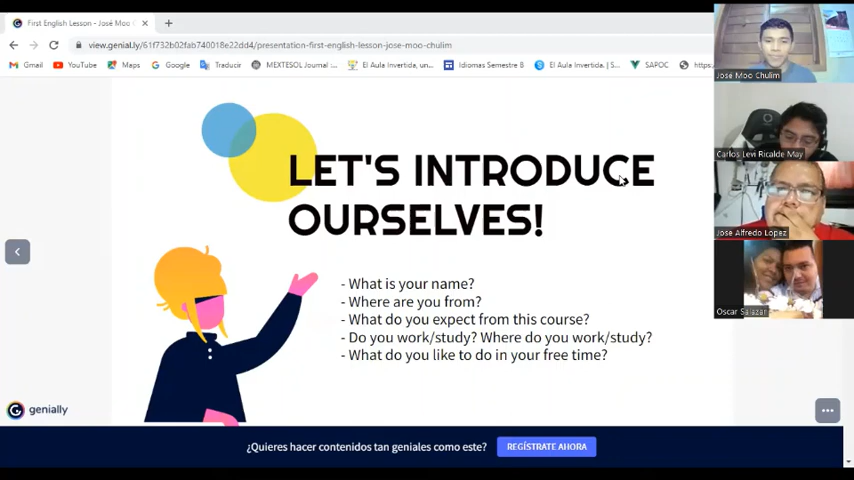 First English Lesson - José Moo C
view.genial.ly/61f732b02fab740018e22dd4/presentation-first-english-lesson-jose-moo-chulim
Gmail YouTube Maps Google Traducir MEXTESOL Journal :... El Aula Invertida, un... Idiomas Semestre B El Aula Invertida. | S... SAPOC https:
LET'S INTRODUCE
OURSELVES!
- What is your name?
- Where are you from?
- What do you expect from this course?
- Do you work/study? Where do you work/study?
- What do you like to do in your free time?
G genially
¿Quieres hacer contenidos tan geniales como este? REGÍSTRATE AHORA
José Moo Chulim
Carlos Levi Ricalde May
Jose Alfredo Lopez
Oscar Salazar